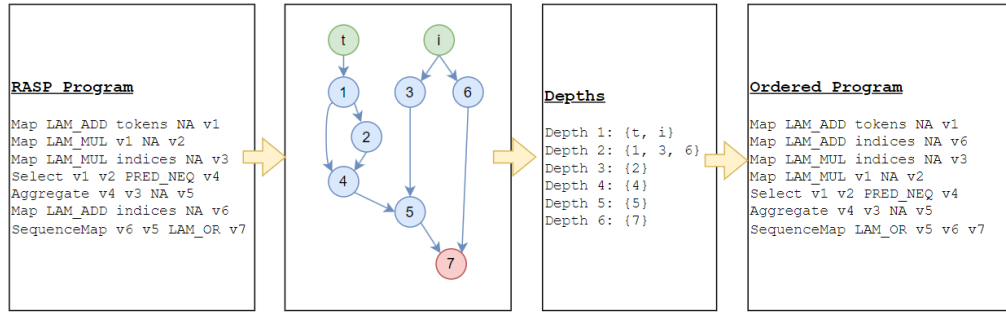 RASP Program
Map LAM_ADD tokens NA v1
Map LAM_MUL v1 NA v2
Map LAM_MUL indices NA v3
Select v1 v2 PRED_NEQ v4
Aggregate v4 v3 NA v5
Map LAM_ADD indices NA v6
SequenceMap v6 v5 LAM_OR v7
t
i
1
3
6
2
4
5
7
Depths
Depth 1: {t, i}
Depth 2: {1, 3, 6}
Depth 3: {2}
Depth 4: {4}
Depth 5: {5}
Depth 6: {7}
Ordered Program
Map LAM_ADD tokens NA v1
Map LAM_ADD indices NA v6
Map LAM_MUL indices NA v3
Map LAM_MUL v1 NA v2
Select v1 v2 PRED_NEQ v4
Aggregate v4 v3 NA v5
SequenceMap LAM_OR v5 v6 v7